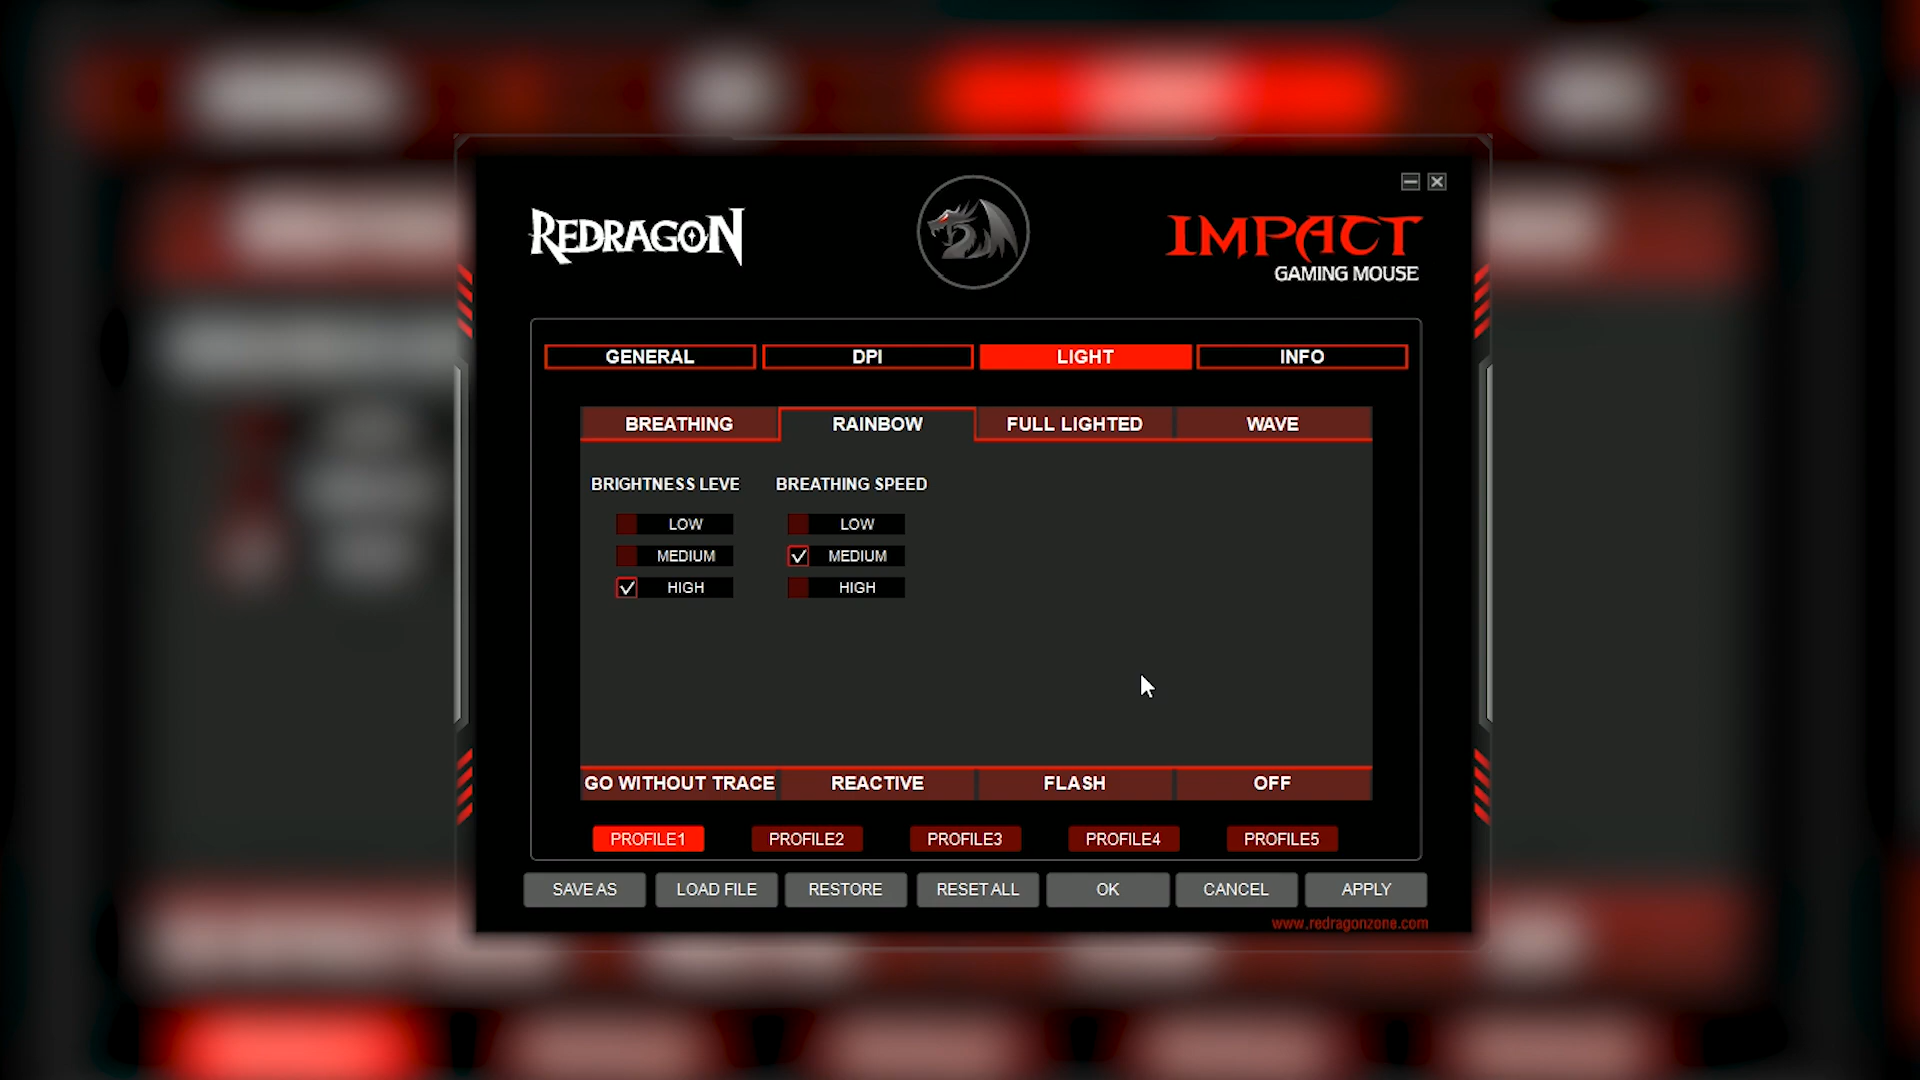 REDRAGON
IMPACT
GAMING MOUSE
GENERAL DPI LIGHT INFO
BREATHING RAINBOW FULL LIGHTED WAVE
BRIGHTNESS LEVE BREATHING SPEED
LOW LOW
MEDIUM MEDIUM
HIGH HIGH
GO WITHOUT TRACE REACTIVE FLASH OFF
PROFILE1 PROFILE2 PROFILE3 PROFILE4 PROFILE5
SAVE AS LOAD FILE RESTORE RESET ALL OK CANCEL APPLY
www.redragonzone.com